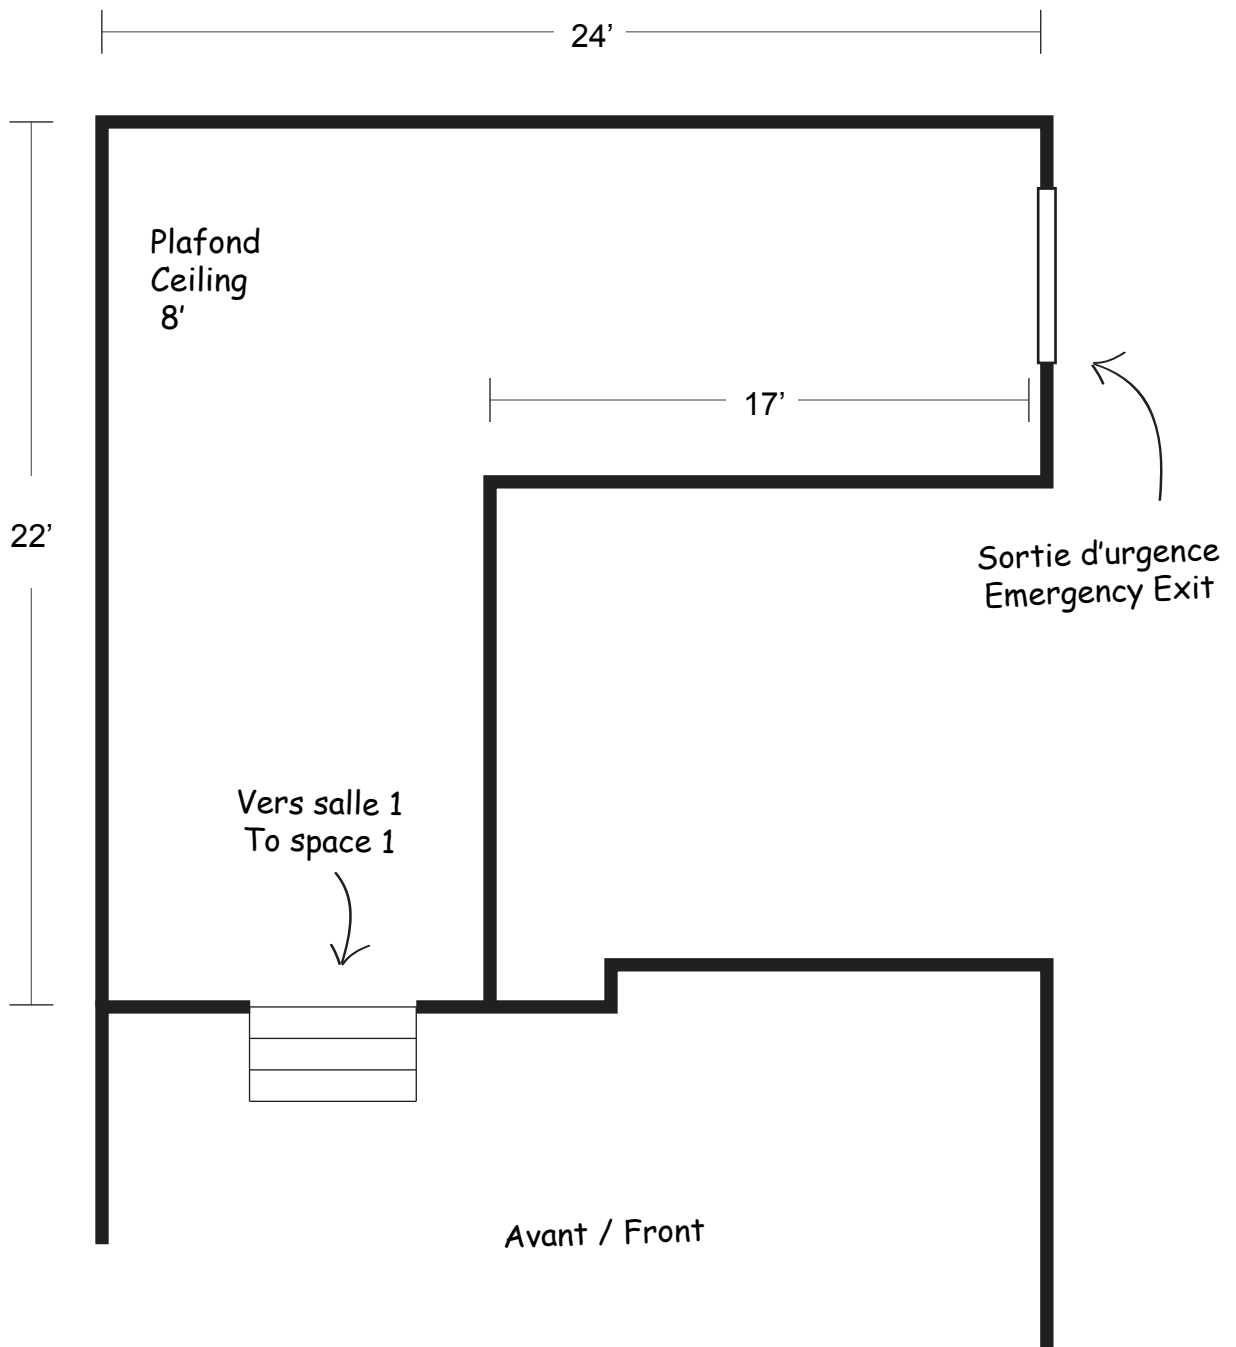 24’
Plafond
Ceiling
8’
17’
22’
Sortie d’urgence
Emergency Exit
Vers salle 1
To space 1
Avant / Front